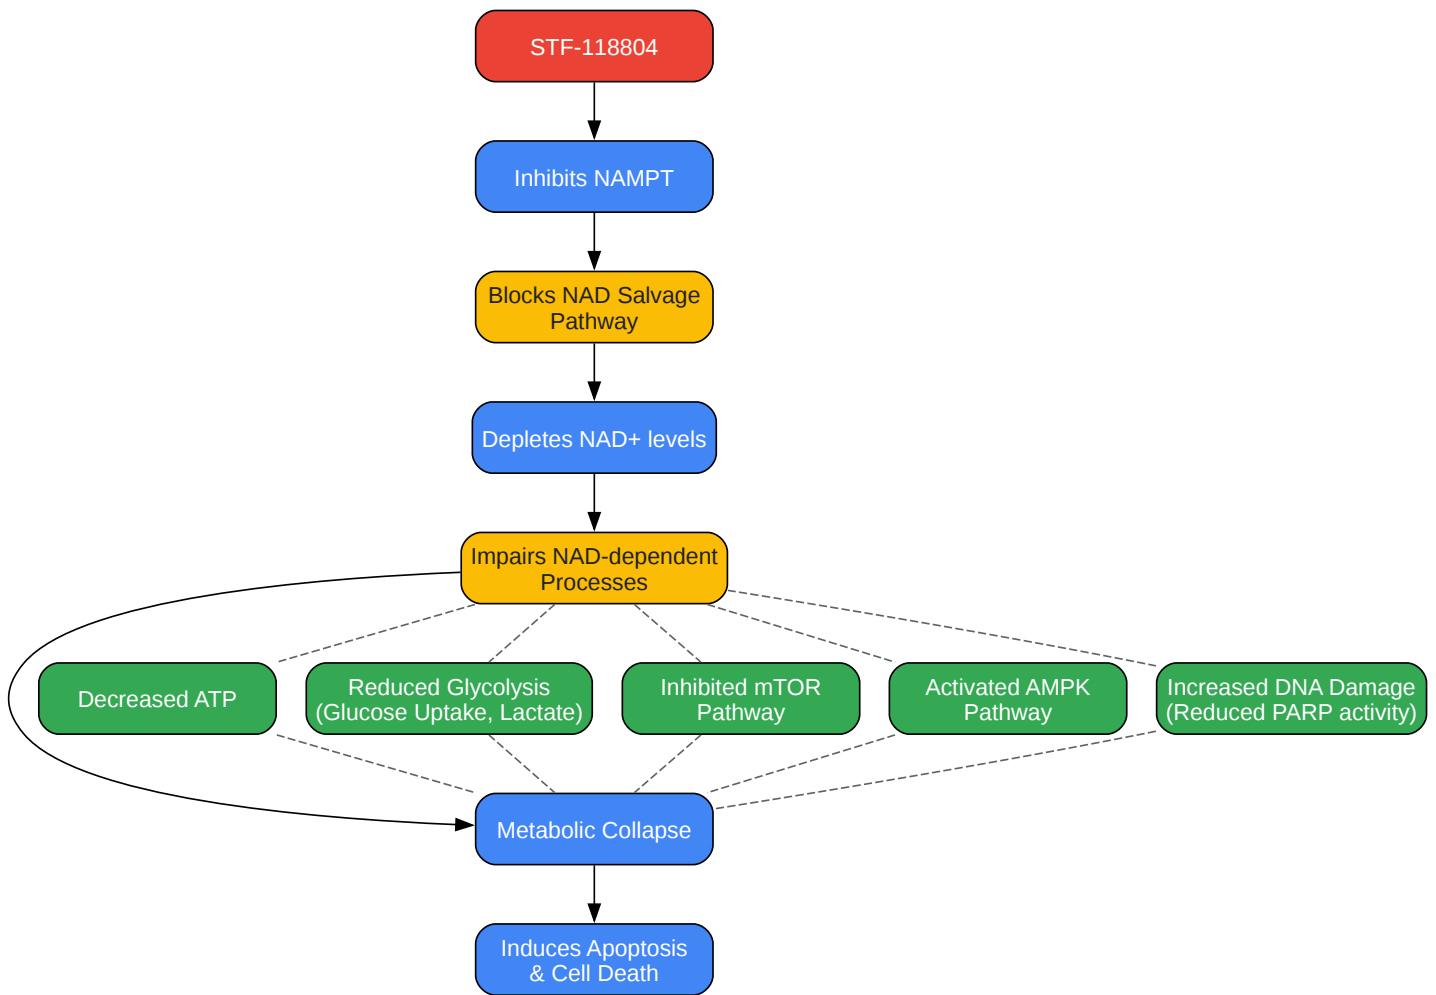 STF-118804
Inhibits NAMPT
Blocks NAD Salvage
Pathway
Depletes NAD+ levels
Impairs NAD-dependent
Processes
Decreased ATP
Reduced Glycolysis
(Glucose Uptake, Lactate)
Inhibited mTOR
Pathway
Activated AMPK
Pathway
Increased DNA Damage
(Reduced PARP activity)
Metabolic Collapse
Induces Apoptosis
& Cell Death